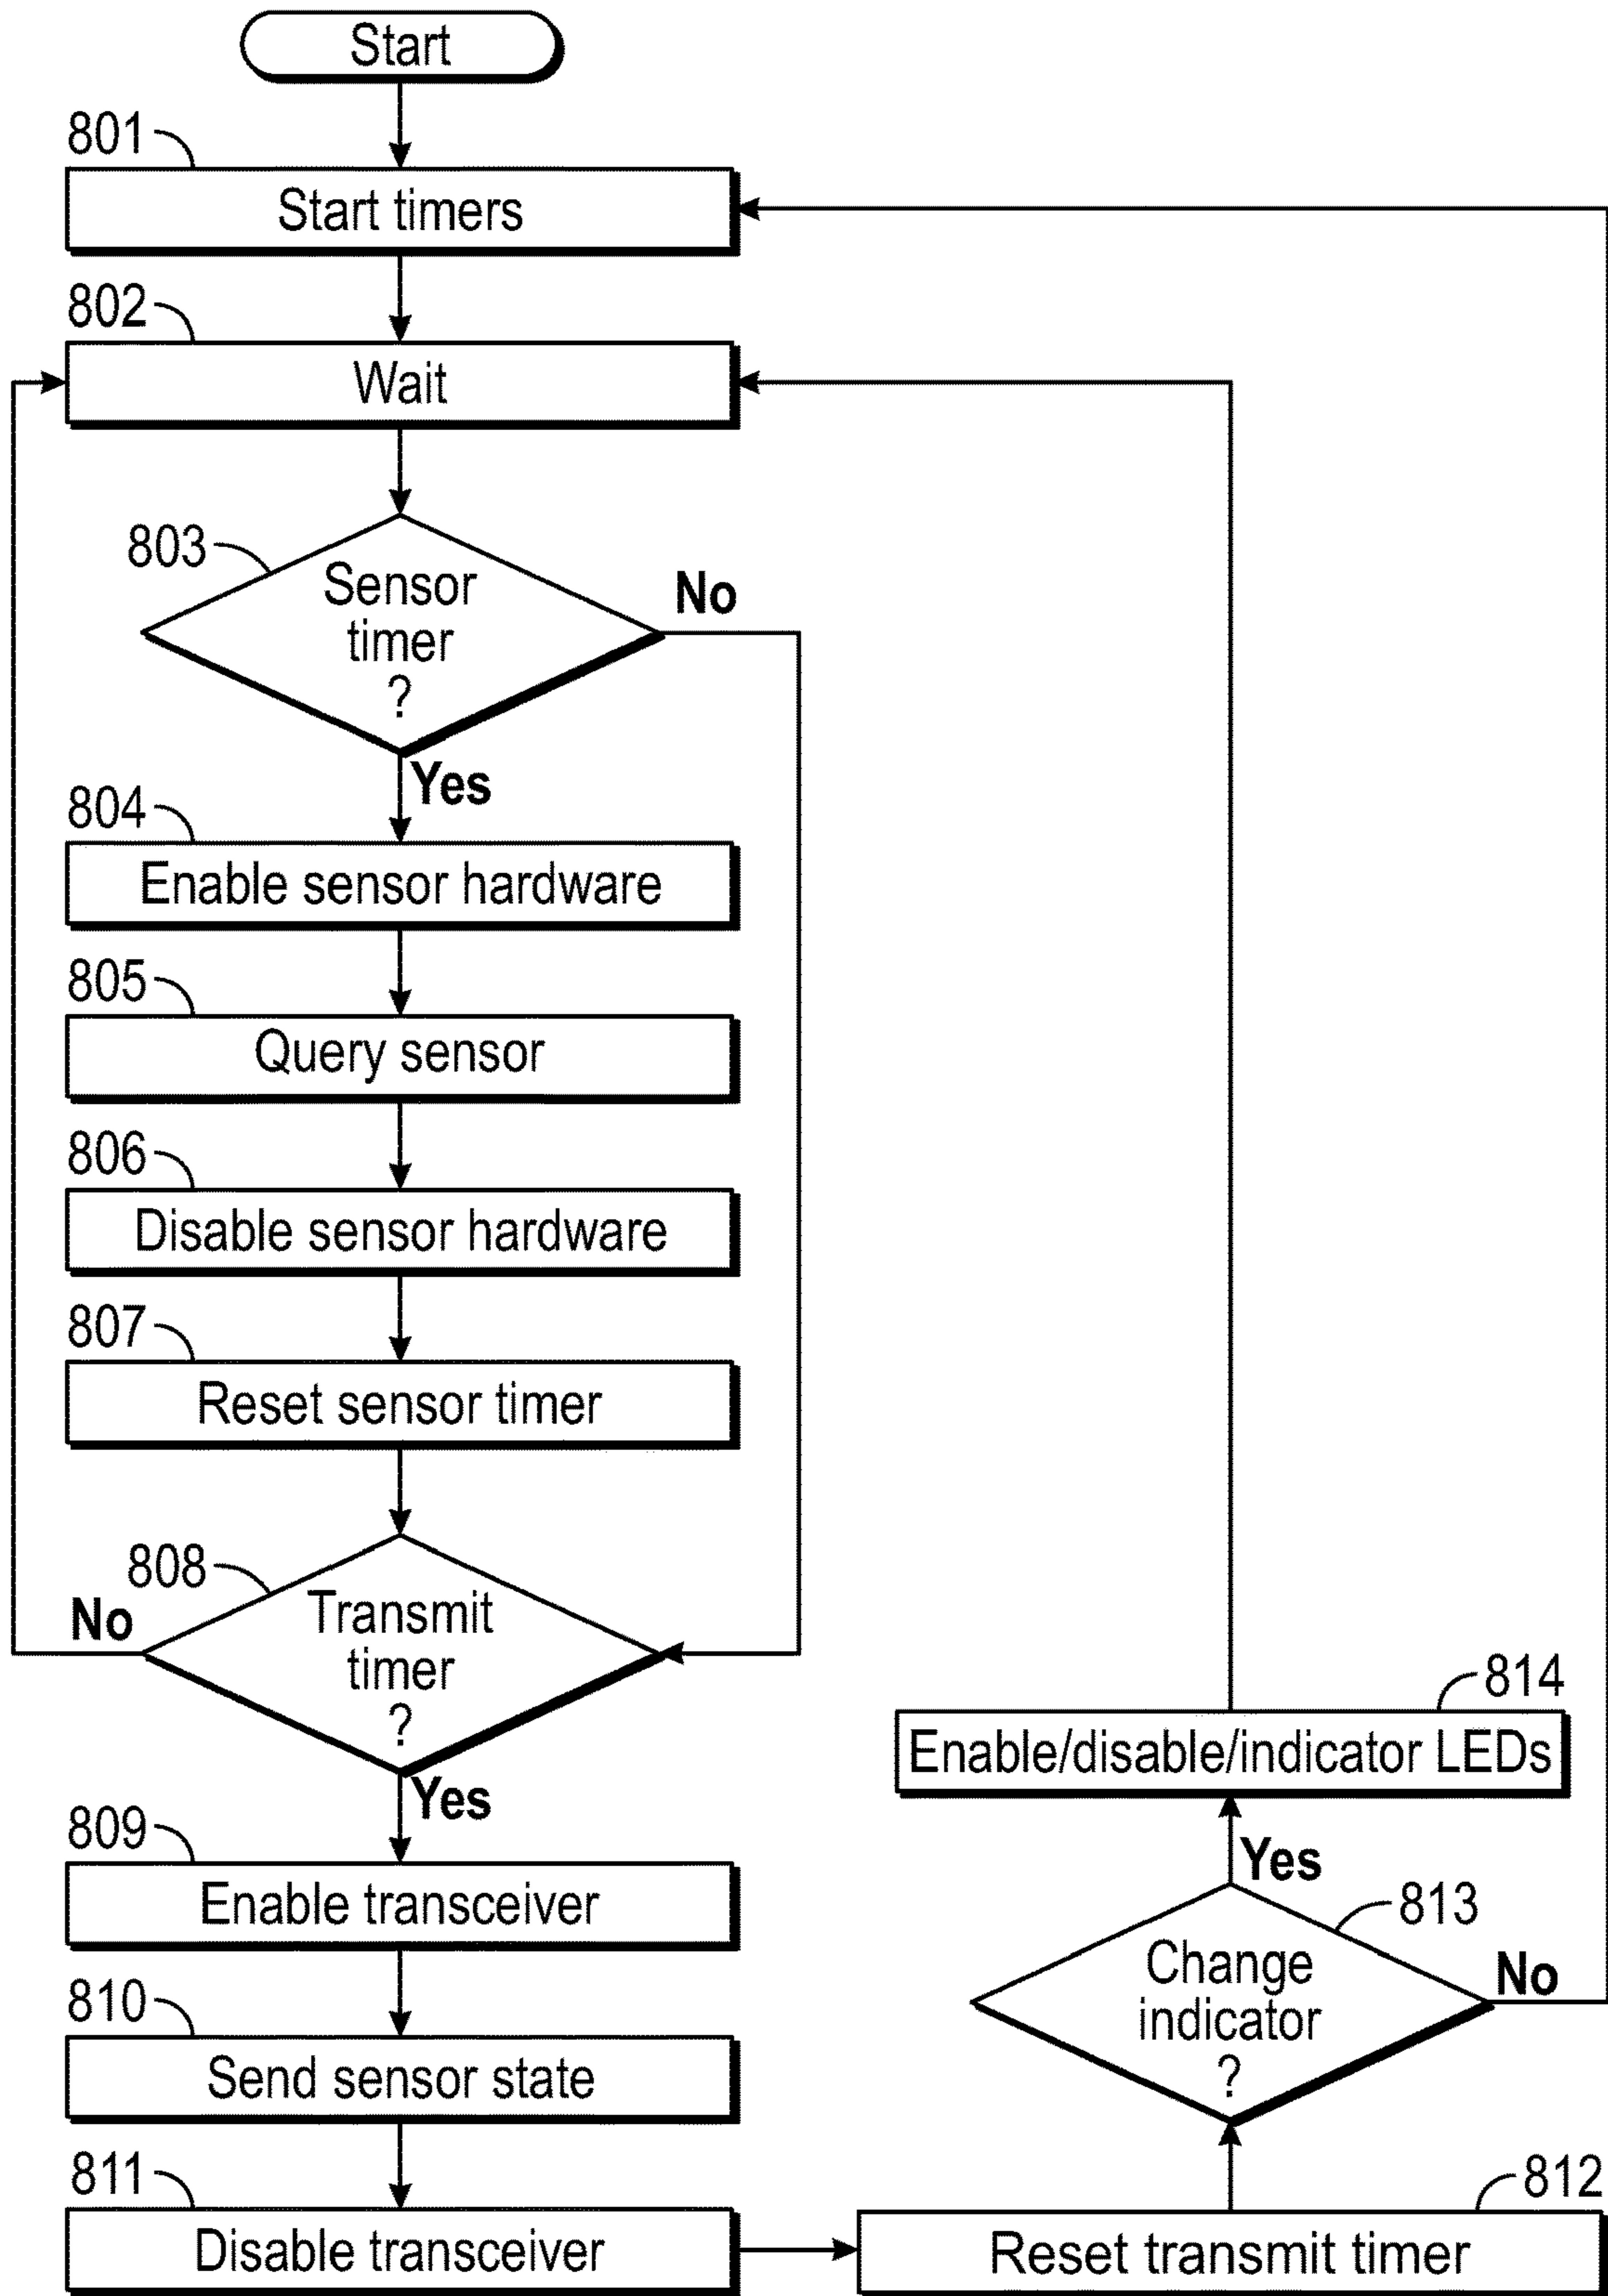 Start
801
Start timers
802
Wait
803
Sensor
timer
?
No
Yes
804
Enable sensor hardware
805
Query sensor
806
Disable sensor hardware
807
Reset sensor timer
808
Transmit
timer
?
No
Yes
809
Enable transceiver
810
Send sensor state
811
Disable transceiver
812
Reset transmit timer
813
Change
indicator
?
No
Yes
814
Enable/disable/indicator LEDs